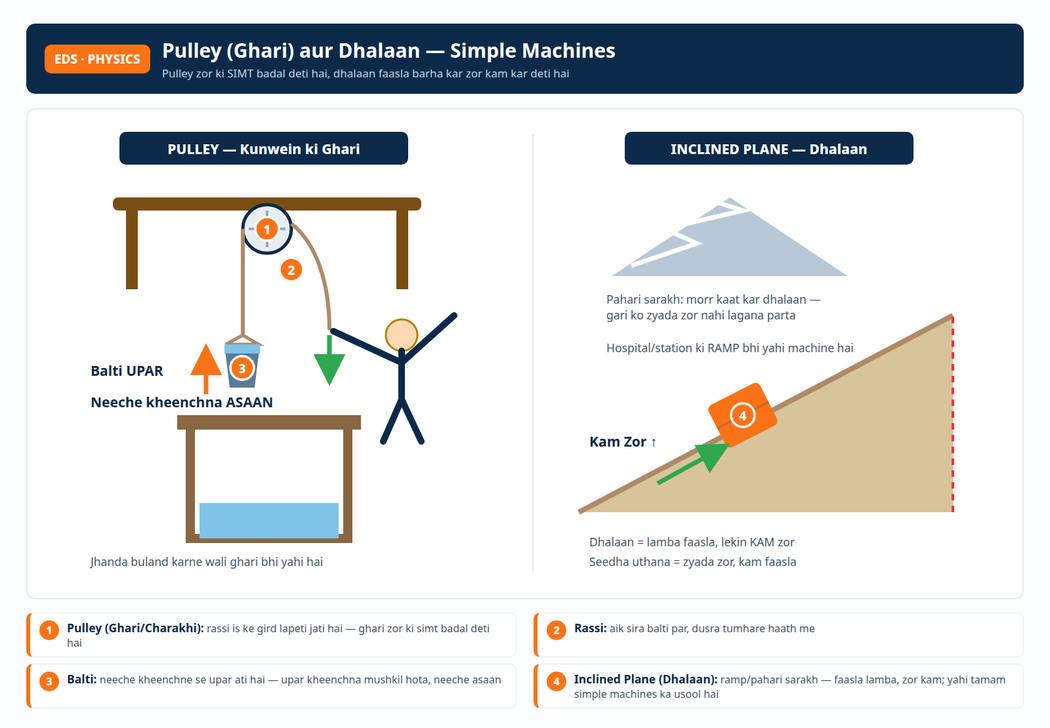 EDS · PHYSICS
Pulley (Ghari) aur Dhalaan — Simple Machines
Pulley zor ki SIMT badal deti hai, dhalaan faasla barha kar zor kam kar deti hai
PULLEY — Kunwein ki Ghari
1
2
3
Balti UPAR
Neeche kheenchna ASAAN
Jhanda buland karne wali ghari bhi yahi hai
INCLINED PLANE — Dhalaan
Pahari sarakh: morr kaat kar dhalaan —
gari ko zyada zor nahi lagana parta
Hospital/station ki RAMP bhi yahi machine hai
4
Kam Zor ↑
Dhalaan = lamba faasla, lekin KAM zor
Seedha uthana = zyada zor, kam faasla
1 Pulley (Ghari/Charakhi): rassi is ke gird lapeti jati hai — ghari zor ki simt badal deti
hai
2 Rassi: aik sira balti par, dusra tumhare haath me
3 Balti: neeche kheenchne se upar ati hai — upar kheenchna mushkil hota, neeche asaan
4 Inclined Plane (Dhalaan): ramp/pahari sarakh — faasla lamba, zor kam; yahi tamam
simple machines ka usool hai